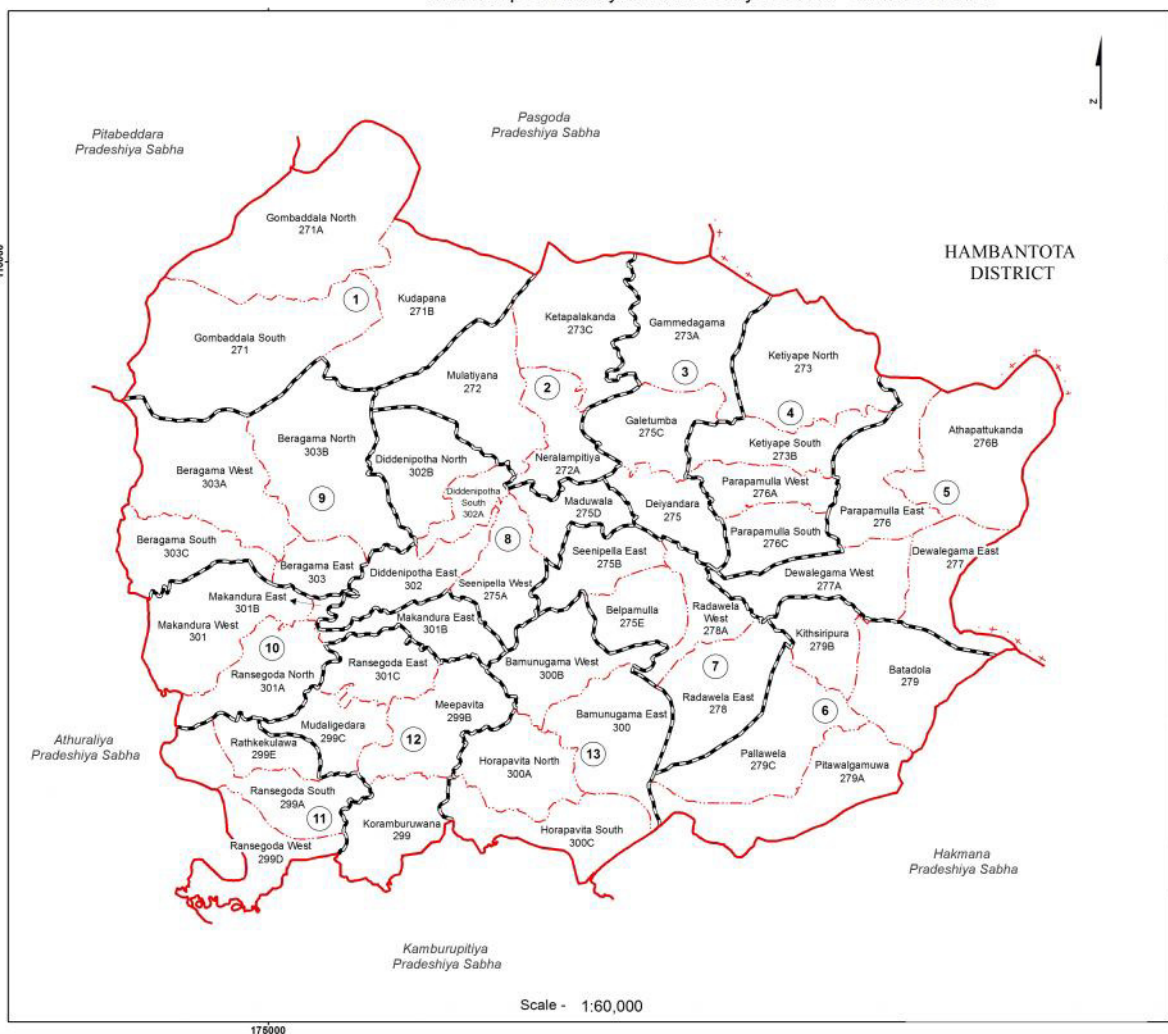 Pitabeddara
Pradeshiya Sabha
Pasgoda
Pradeshiya Sabha
HAMBANTOTA
DISTRICT
Gombaddala North
271A
1
Kudapana
271B
Gombaddala South
271
Ketapalakanda
273C
Gammedagama
273A
Ketiyape North
273
Mulatiyana
272
2
3
4
Galetumba
275C
Ketiyape South
273B
Athapattukanda
276B
Beragama North
303B
Beragama West
303A
Diddenipotha North
302B
Neralampitiya
272A
Diddenipotha
South
302A
Maduwala
275D
Deiyandara
275
Parapamulla West
276A
5
Parapamulla East
276
9
Beragama South
303C
8
Parapamulla South
276C
Seenipella East
275B
Dewalegama East
277
Beragama East
303
Diddenipotha East
302
Seenipella West
275A
Dewalegama West
277A
Makandura East
301B
Makandura West
301
Makandura East
301B
Belpamulla
275E
Radawela
West
278A
Kithsiripura
279B
10
Ransegoda North
301A
Ransegoda East
301C
Bamunugama West
300B
7
Batadola
279
Radawela East
278
Meepavita
299B
Bamunugama East
300
6
Mudaligedara
299C
12
Rathkekulawa
299E
Athuraliya
Pradeshiya Sabha
13
Horapavita North
300A
Pallawela
279C
Pitawalgamuwa
279A
Ransegoda South
299A
11
Koramburuwana
299
Horapavita South
300C
Ransegoda West
299D
Hakmana
Pradeshiya Sabha
Kamburupitiya
Pradeshiya Sabha
Scale - 1:60,000
175000